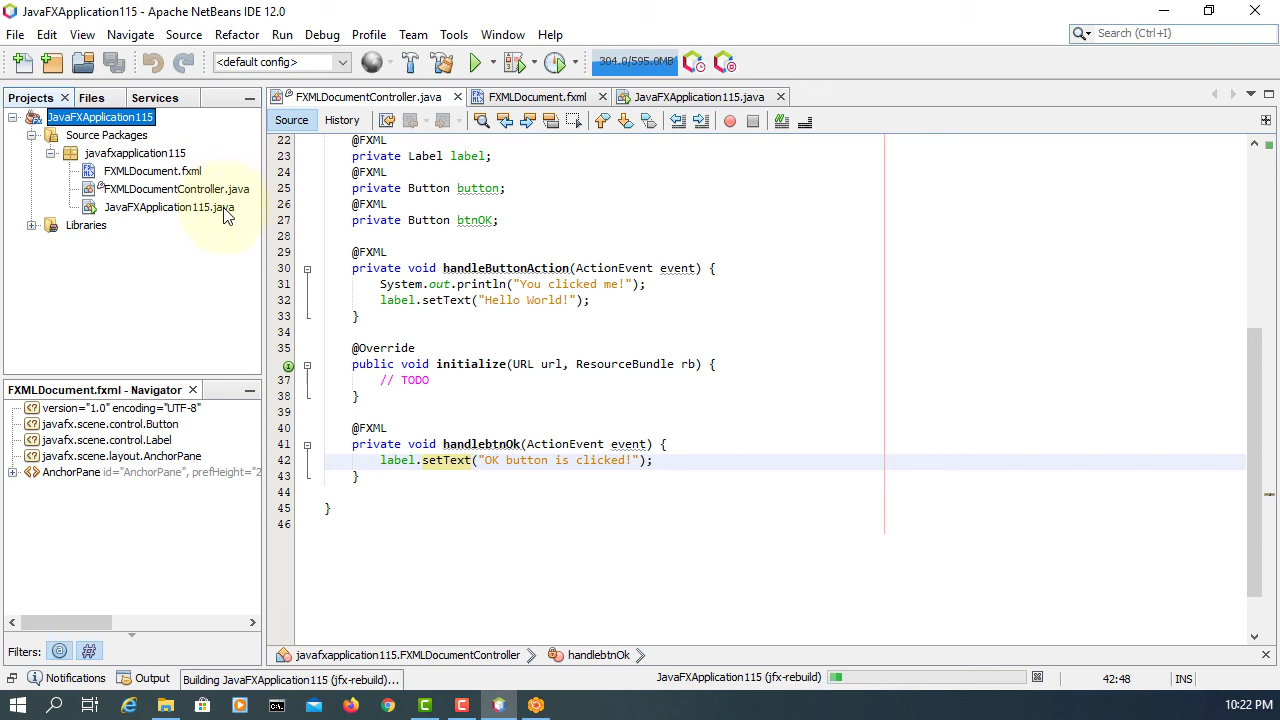 JavaFXApplication115 - Apache NetBeans IDE 12.0
File Edit View Navigate Source Refactor Run Debug Profile Team Tools Window Help
Search (Ctrl+I)
<default config>
304.0/595.0MB
Projects Files Services
FXMLDocumentController.java FXMLDocument.fxml JavaFXApplication115.java
Source History
JavaFXApplication115
Source Packages
javafxapplication115
FXMLDocument.fxml
FXMLDocumentController.java
JavaFXApplication115.java
Libraries
22 @FXML
23 private Label label;
24 @FXML
25 private Button button;
26 @FXML
27 private Button btnOK;
28
29 @FXML
30 private void handleButtonAction(ActionEvent event) {
31 System.out.println("You clicked me!");
32 label.setText("Hello World!");
33 }
34
35 @Override
public void initialize(URL url, ResourceBundle rb) {
37 // TODO
38 }
39
40 @FXML
41 private void handlebtnOk(ActionEvent event) {
42 label.setText("OK button is clicked!");
43 }
44
45 }
46
FXMLDocument.fxml - Navigator
version="1.0" encoding="UTF-8"
javafx.scene.control.Button
javafx.scene.control.Label
javafx.scene.layout.AnchorPane
AnchorPane id="AnchorPane", prefHeight="2
Filters:
javafxapplication115.FXMLDocumentController handlebtnOk
Notifications Output Building JavaFXApplication115 (jfx-rebuild)... JavaFXApplication115 (jfx-rebuild) 42:48 INS
10:22 PM